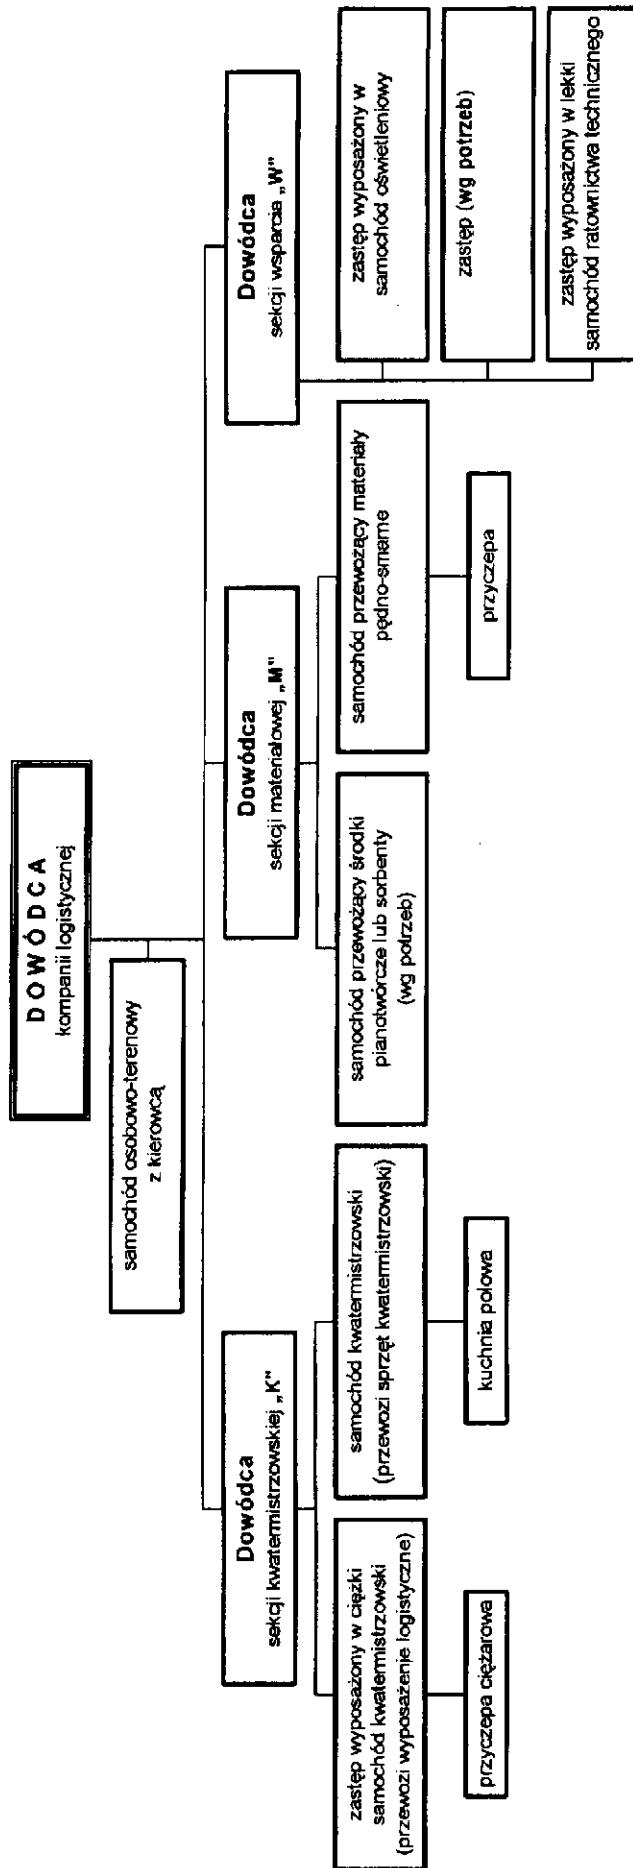 DOWÓDCA
kompanii logistycznej
samochód osobowo-terenowy
z kierowcą
Dowódca
sekcji kwatermistrzowskiej „K"
Dowódca
sekcji materiałowej „M"
Dowódca
sekcji wsparcia „W"
zastęp wyposażony w ciężki
samochód kwatermistrzowski
(przewozi wyposażenie logistyczne)
samochód kwatermistrzowski
(przewozi sprzęt kwatermistrzowski)
samochód przewożący środki
pianotwórcze lub sorbenty
(wg potrzeb)
samochód przewożący materiały
pędno-smarne
zastęp wyposażony w
samochód oświetleniowy
zastęp (wg potrzeb)
zastęp wyposażony w lekki
samochód ratownictwa technicznego
przyczepa ciężarowa
kuchnia polowa
przyczepa